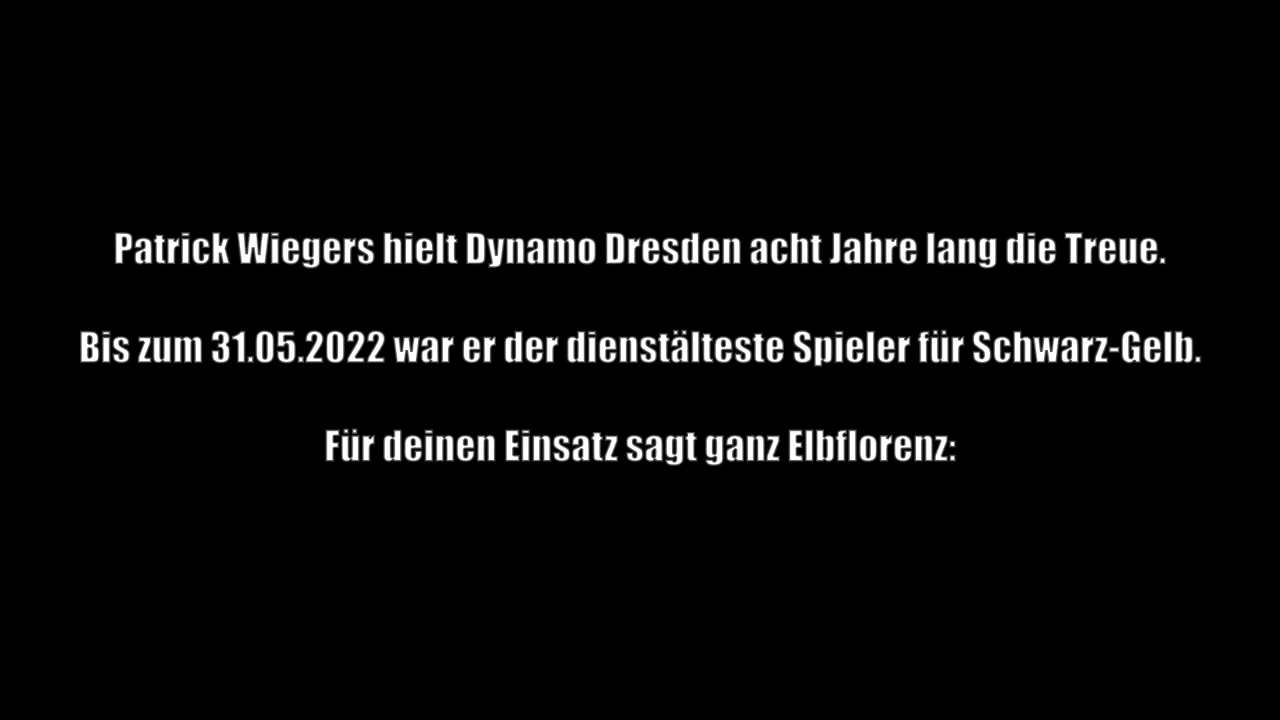 Patrick Wiegers hielt Dynamo Dresden acht Jahre lang die Treue.
Bis zum 31.05.2022 war er der dienstälteste Spieler für Schwarz-Gelb.
Für deinen Einsatz sagt ganz Elbflorenz: